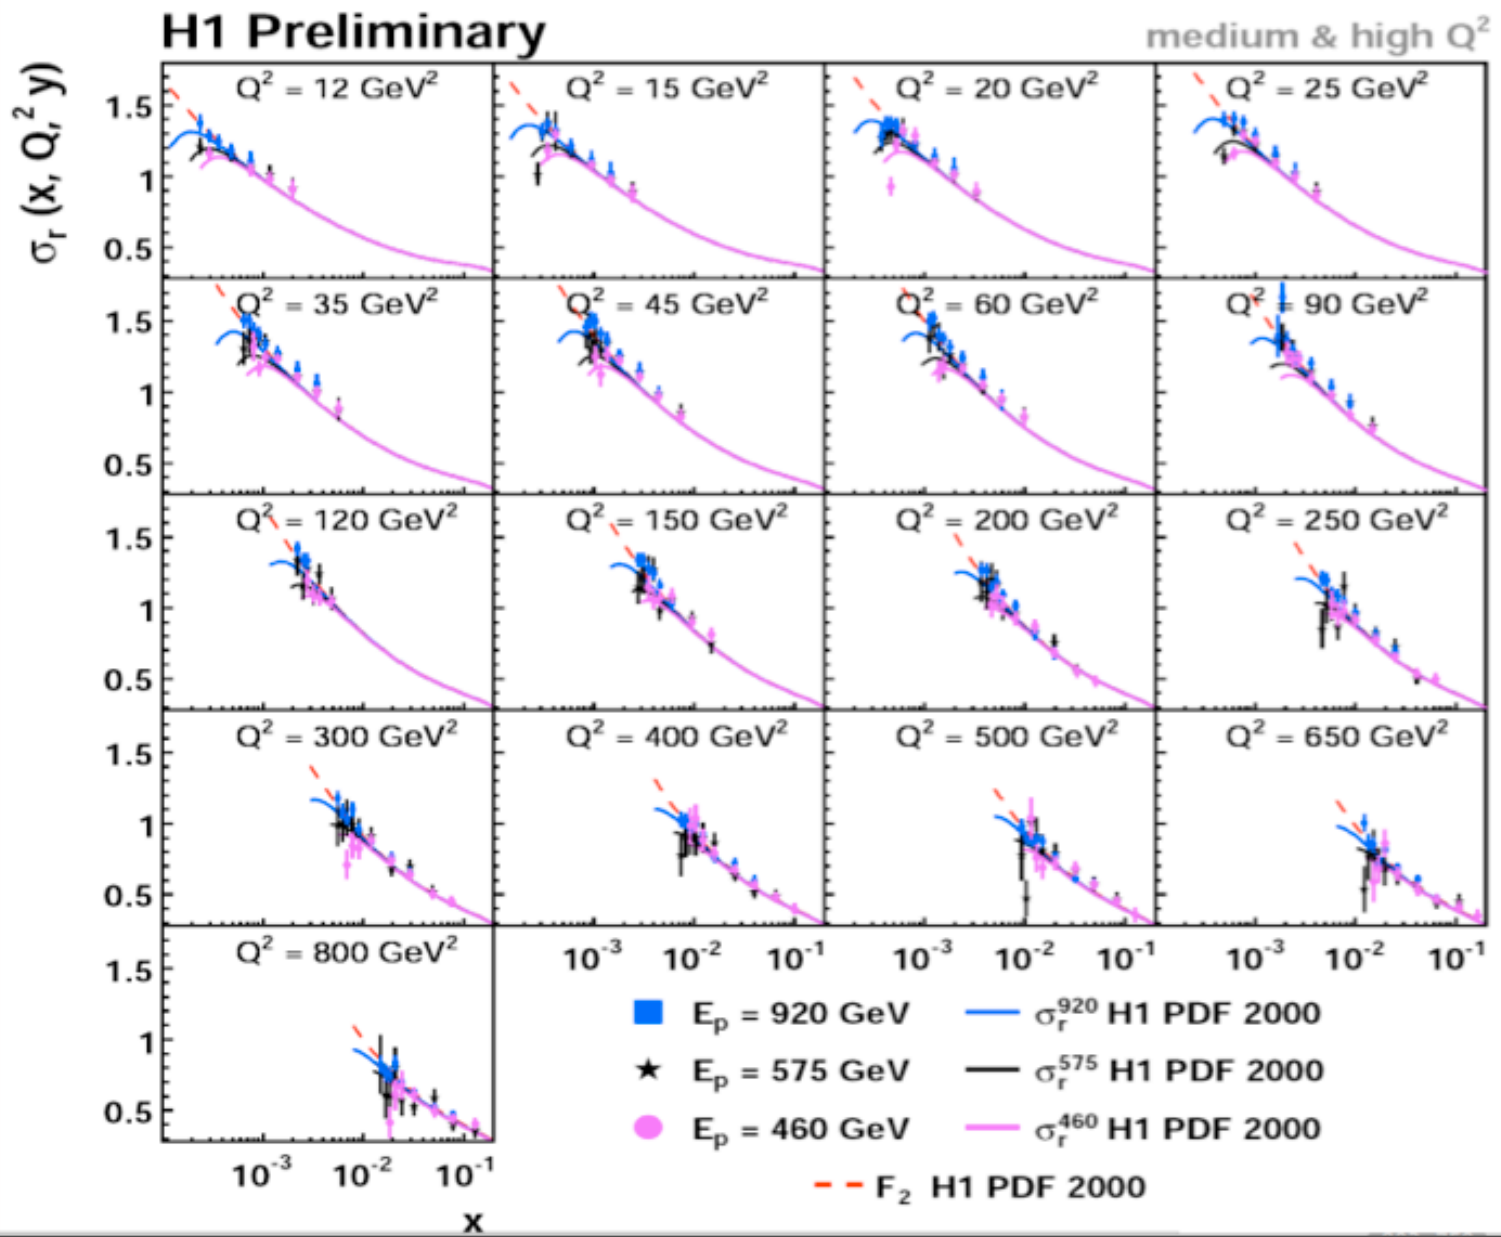 H1 Preliminary
medium & high Q²
σᵣ (x, Q,² y)
Q² = 12 GeV²
Q² = 15 GeV²
Q² = 20 GeV²
Q² = 25 GeV²
1.5
1
0.5
Q² = 35 GeV²
Q² = 45 GeV²
Q² = 60 GeV²
Q² = 90 GeV²
1.5
1
0.5
Q² = 120 GeV²
Q² = 150 GeV²
Q² = 200 GeV²
Q² = 250 GeV²
1.5
1
0.5
Q² = 300 GeV²
Q² = 400 GeV²
Q² = 500 GeV²
Q² = 650 GeV²
1.5
1
0.5
Q² = 800 GeV²
10⁻³ 10⁻² 10⁻¹
10⁻³ 10⁻² 10⁻¹
10⁻³ 10⁻² 10⁻¹
1.5
1
0.5
10⁻³ 10⁻² 10⁻¹
x
Eₚ = 920 GeV
σᵣ⁹²⁰ H1 PDF 2000
Eₚ = 575 GeV
σᵣ⁵⁷⁵ H1 PDF 2000
Eₚ = 460 GeV
σᵣ⁴⁶⁰ H1 PDF 2000
F₂ H1 PDF 2000